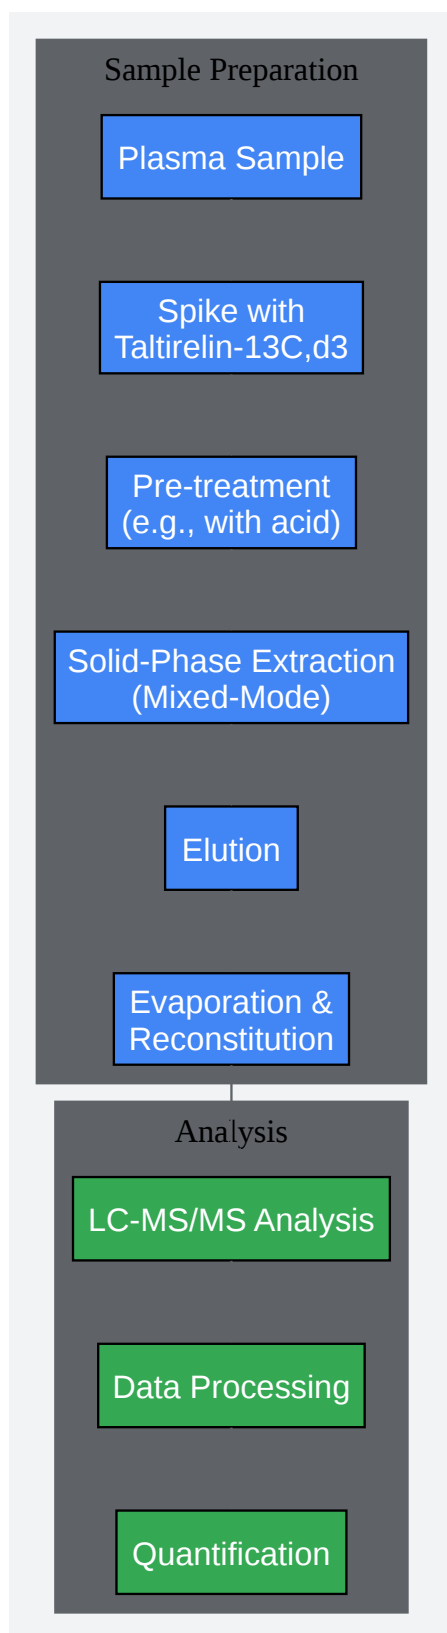 Sample Preparation
Plasma Sample
Spike with
Taltirelin-13C,d3
Pre-treatment
(e.g., with acid)
Solid-Phase Extraction
(Mixed-Mode)
Elution
Evaporation &
Reconstitution
Analysis
LC-MS/MS Analysis
Data Processing
Quantification